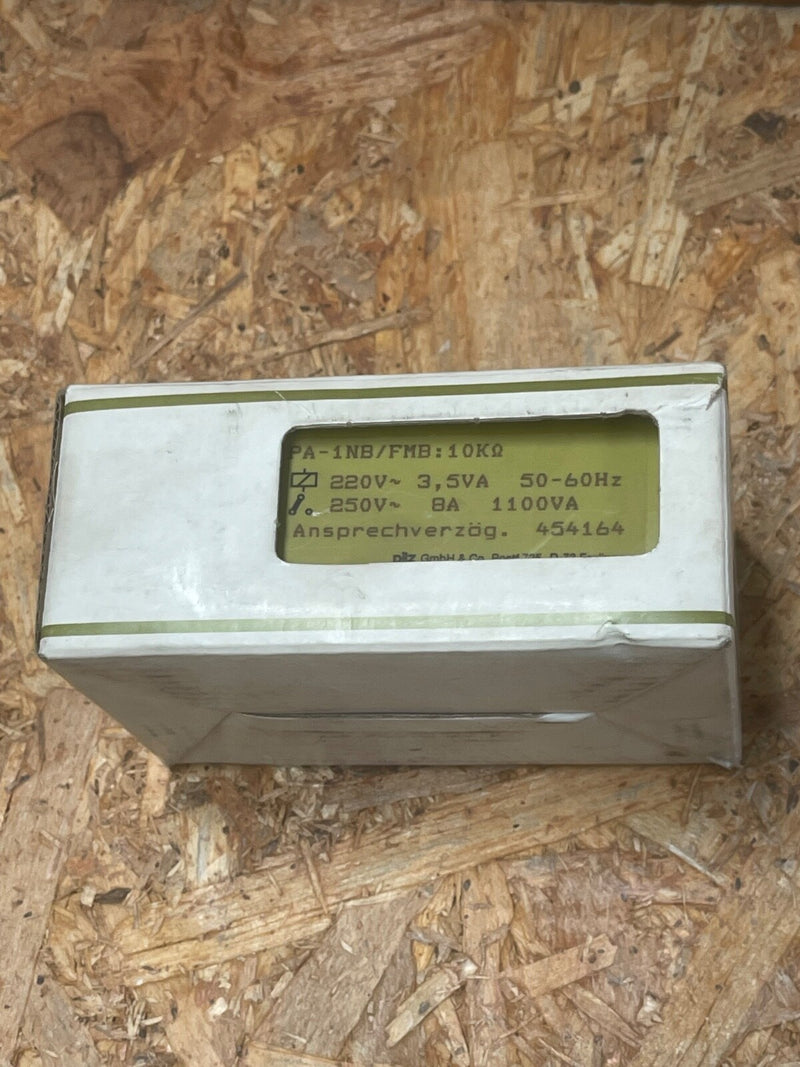 PA-1NB/FMB:10KΩ
220V~ 3,5VA 50-60Hz
250V~ 8A 1100VA
Ansprechverzög. 454164
pilz GmbH & Co.